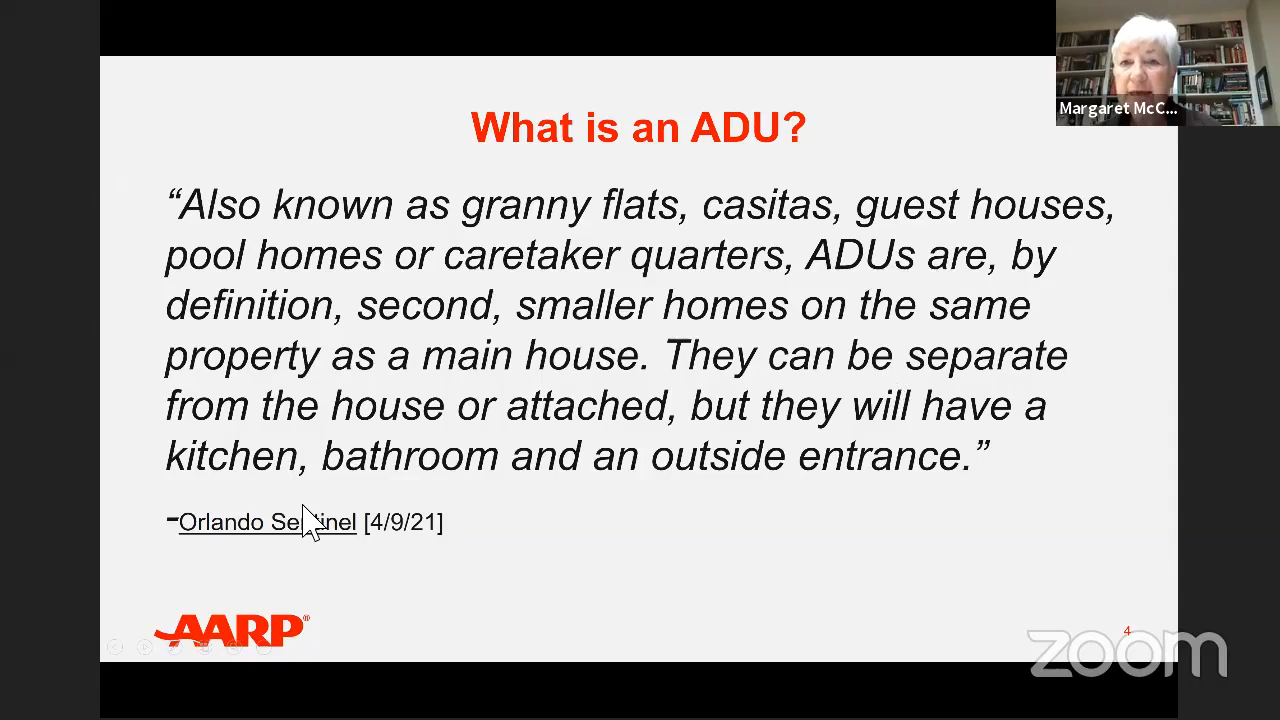 What is an ADU?
Margaret McC...
“Also known as granny flats, casitas, guest houses,
pool homes or caretaker quarters, ADUs are, by
definition, second, smaller homes on the same
property as a main house. They can be separate
from the house or attached, but they will have a
kitchen, bathroom and an outside entrance.”
-Orlando Sentinel [4/9/21]
AARP®
4
zoom